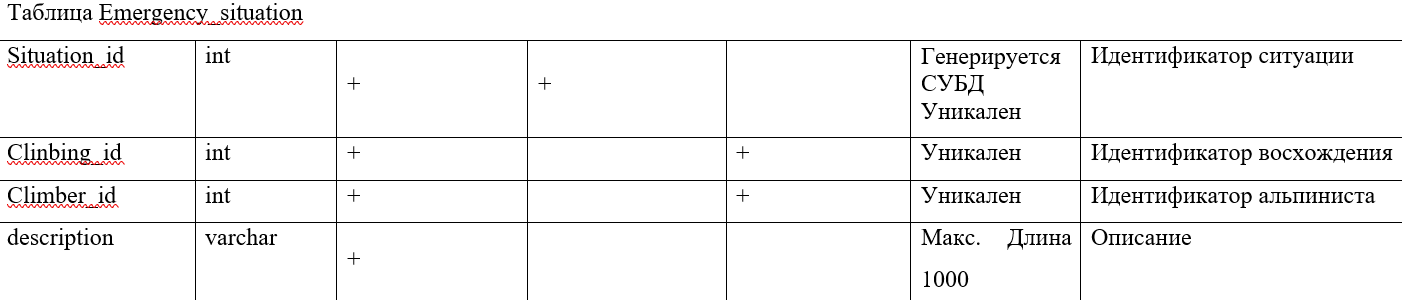 Таблица Emergency_situation
Situation_id int + + Генерируется СУБД Уникален Идентификатор ситуации
Clinbing_id int + + Уникален Идентификатор восхождения
Climber_id int + + Уникален Идентификатор альпиниста
description varchar + Макс. Длина 1000 Описание